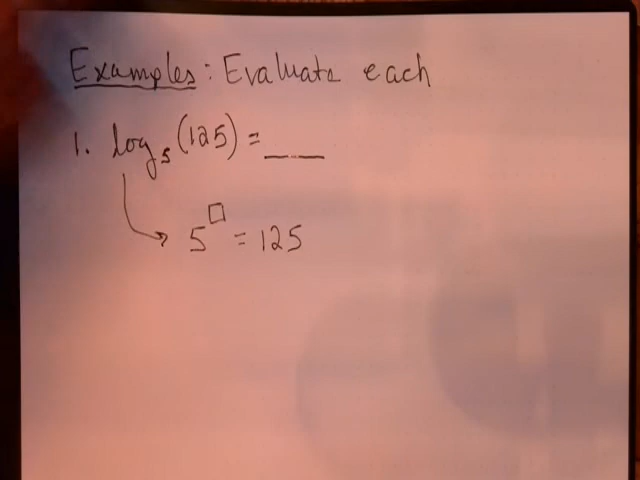 Examples: Evaluate each
1. log₅(125) = ___
5^□ = 125